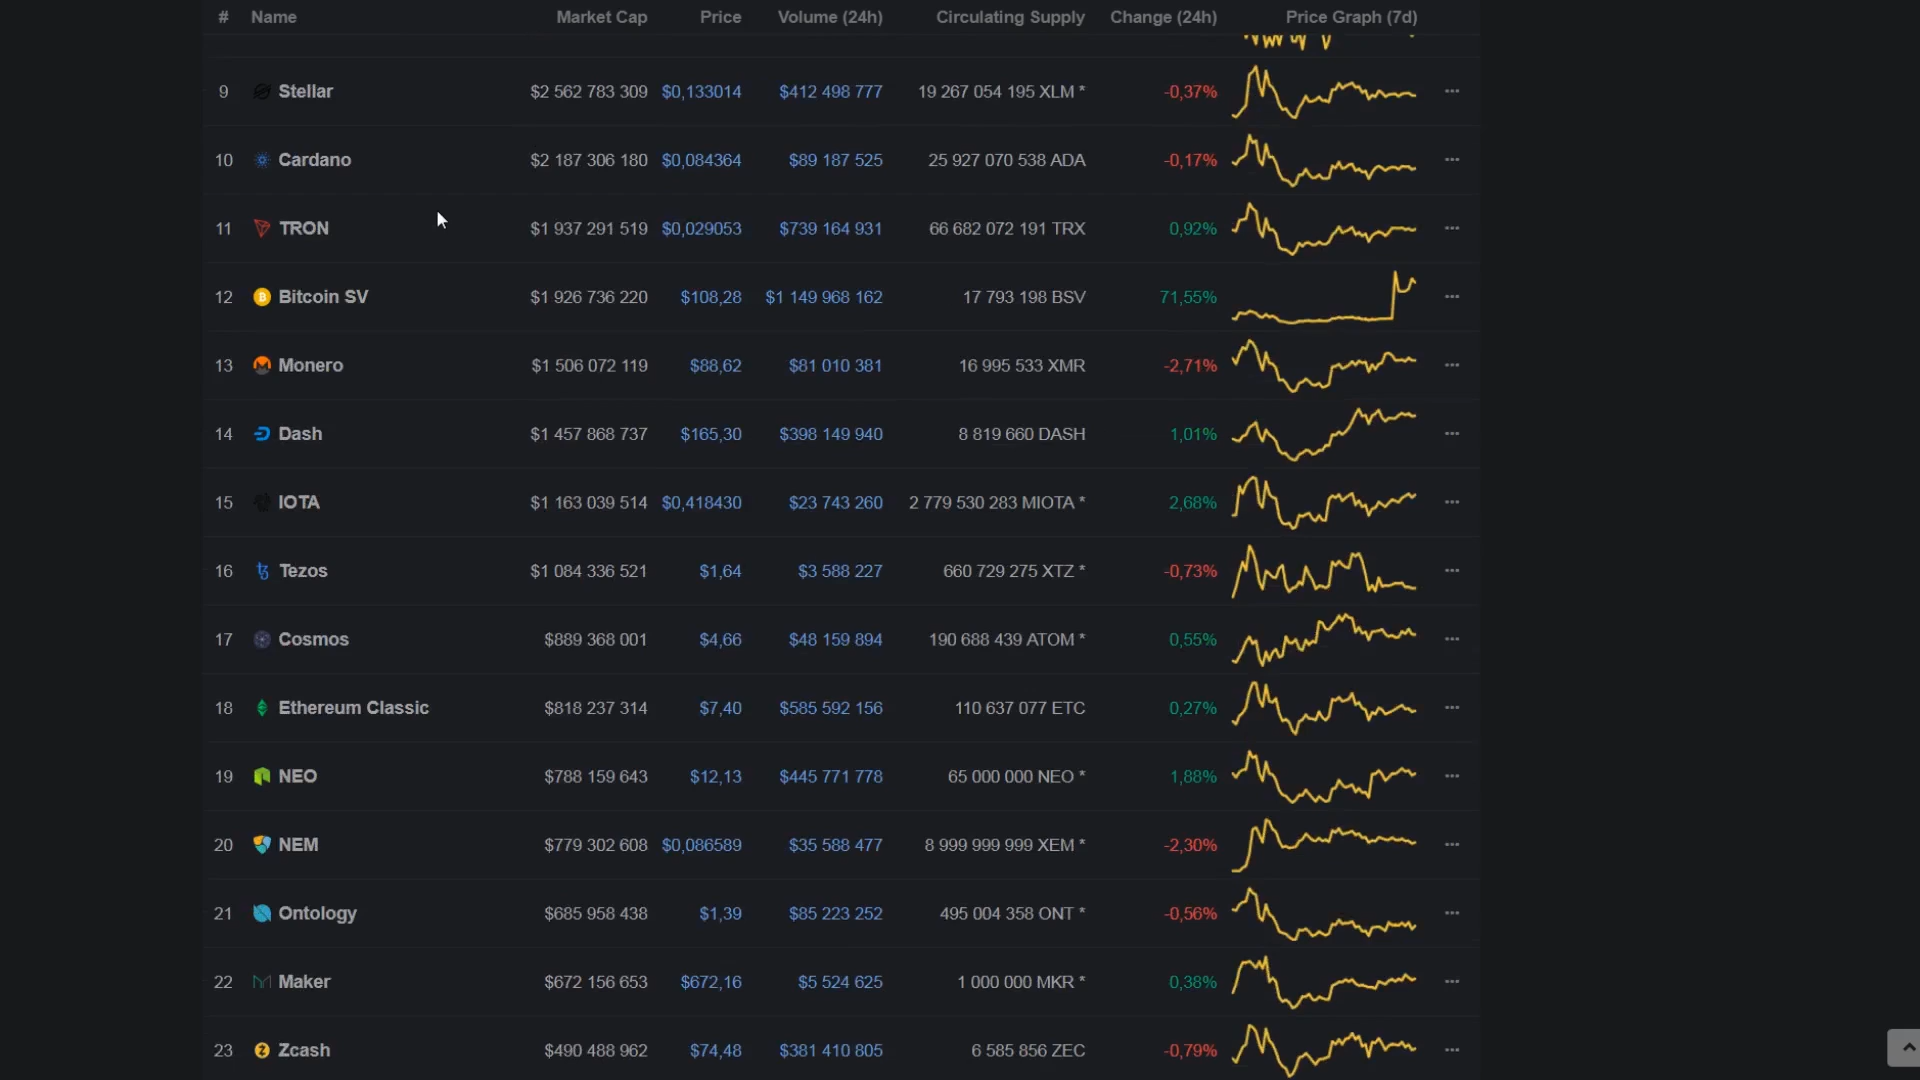 # Name Market Cap Price Volume (24h) Circulating Supply Change (24h) Price Graph (7d)
9 Stellar $2 562 783 309 $0,133014 $412 498 777 19 267 054 195 XLM * -0,37%
10 Cardano $2 187 306 180 $0,084364 $89 187 525 25 927 070 538 ADA -0,17%
11 TRON $1 937 291 519 $0,029053 $739 164 931 66 682 072 191 TRX 0,92%
12 Bitcoin SV $1 926 736 220 $108,28 $1 149 968 162 17 793 198 BSV 71,55%
13 Monero $1 506 072 119 $88,62 $81 010 381 16 995 533 XMR -2,71%
14 Dash $1 457 868 737 $165,30 $398 149 940 8 819 660 DASH 1,01%
15 IOTA $1 163 039 514 $0,418430 $23 743 260 2 779 530 283 MIOTA * 2,68%
16 Tezos $1 084 336 521 $1,64 $3 588 227 660 729 275 XTZ * -0,73%
17 Cosmos $889 368 001 $4,66 $48 159 894 190 688 439 ATOM * 0,55%
18 Ethereum Classic $818 237 314 $7,40 $585 592 156 110 637 077 ETC 0,27%
19 NEO $788 159 643 $12,13 $445 771 778 65 000 000 NEO * 1,88%
20 NEM $779 302 608 $0,086589 $35 588 477 8 999 999 999 XEM * -2,30%
21 Ontology $685 958 438 $1,39 $85 223 252 495 004 358 ONT * -0,56%
22 Maker $672 156 653 $672,16 $5 524 625 1 000 000 MKR * 0,38%
23 Zcash $490 488 962 $74,48 $381 410 805 6 585 856 ZEC -0,79%